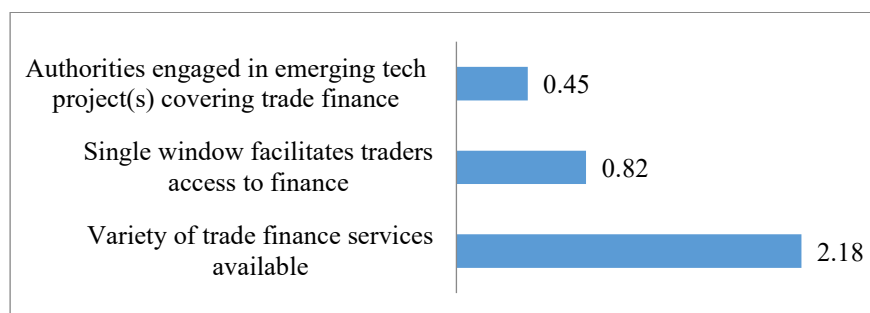 Authorities engaged in emerging tech
project(s) covering trade finance
0.45
Single window facilitates traders
access to finance
0.82
Variety of trade finance services
available
2.18